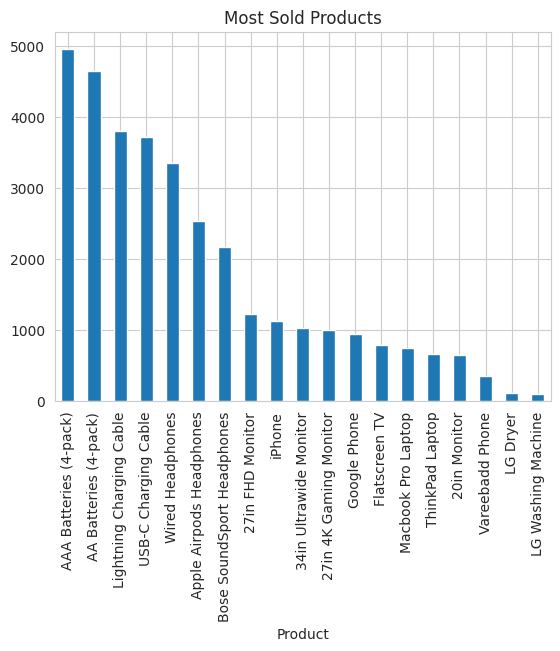 Most Sold Products
5000
4000
3000
2000
1000
0
AAA Batteries (4-pack)
AA Batteries (4-pack)
Lightning Charging Cable
USB-C Charging Cable
Wired Headphones
Apple Airpods Headphones
Bose SoundSport Headphones
27in FHD Monitor
iPhone
34in Ultrawide Monitor
27in 4K Gaming Monitor
Google Phone
Flatscreen TV
Macbook Pro Laptop
ThinkPad Laptop
20in Monitor
Vareebadd Phone
LG Dryer
LG Washing Machine
Product